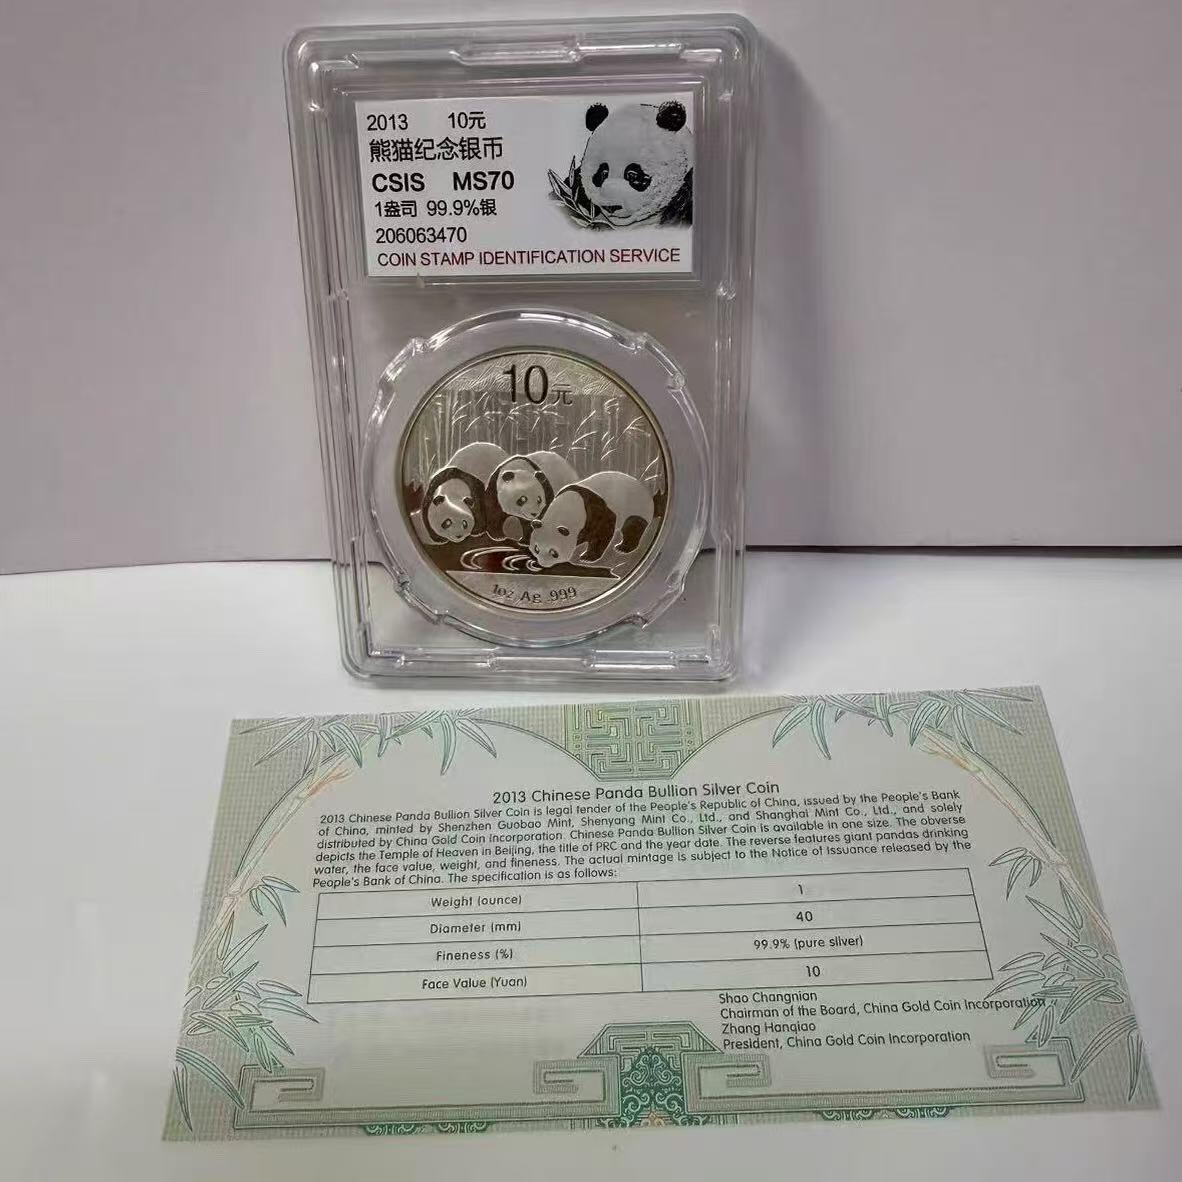 2013 10元
熊猫纪念银币
CSIS MS70
1盎司 99.9%银
206063470
COIN STAMP IDENTIFICATION SERVICE
10元
1oz Ag .999
2013 Chinese Panda Bullion Silver Coin
2013 Chinese Panda Bullion Silver Coin is legal tender of the People's Republic of China, issued by the People's Bank
of China, minted by Shenzhen Guobao Mint, Shenyang Mint Co., Ltd., and Shanghai Mint Co., Ltd., and solely
distributed by China Gold Coin Incorporation. Chinese Panda Bullion Silver Coin is available in one size. The obverse
depicts the Temple of Heaven in Beijing, the title of PRC and the year date. The reverse features giant pandas drinking
water, the face value, weight, and fineness. The actual mintage is subject to the Notice of Issuance released by the
People's Bank of China. The specification is as follows:
Weight (ounce) 1
Diameter (mm) 40
Fineness (%) 99.9% (pure silver)
Face Value (Yuan) 10
Shao Changnian
Chairman of the Board, China Gold Coin Incorporation
Zhang Hanqiao
President, China Gold Coin Incorporation